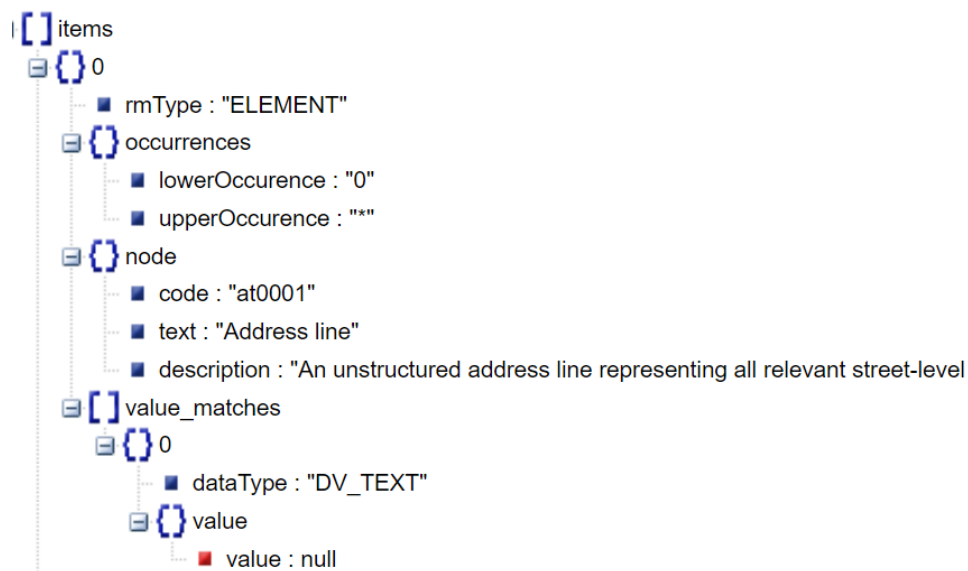 [ ] items
{ } 0
rmType : "ELEMENT"
{ } occurrences
lowerOccurence : "0"
upperOccurence : "*"
{ } node
code : "at0001"
text : "Address line"
description : "An unstructured address line representing all relevant street-level
[ ] value_matches
{ } 0
dataType : "DV_TEXT"
{ } value
value : null